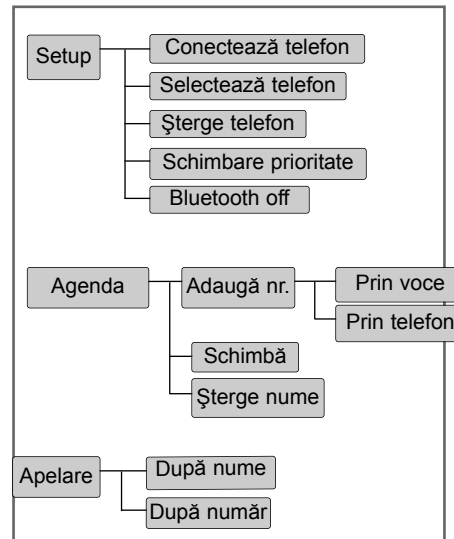 Setup
Conectează telefon
Selectează telefon
Şterge telefon
Schimbare prioritate
Bluetooth off
Agenda
Adaugă nr.
Prin voce
Prin telefon
Schimbă
Şterge nume
Apelare
După nume
După număr